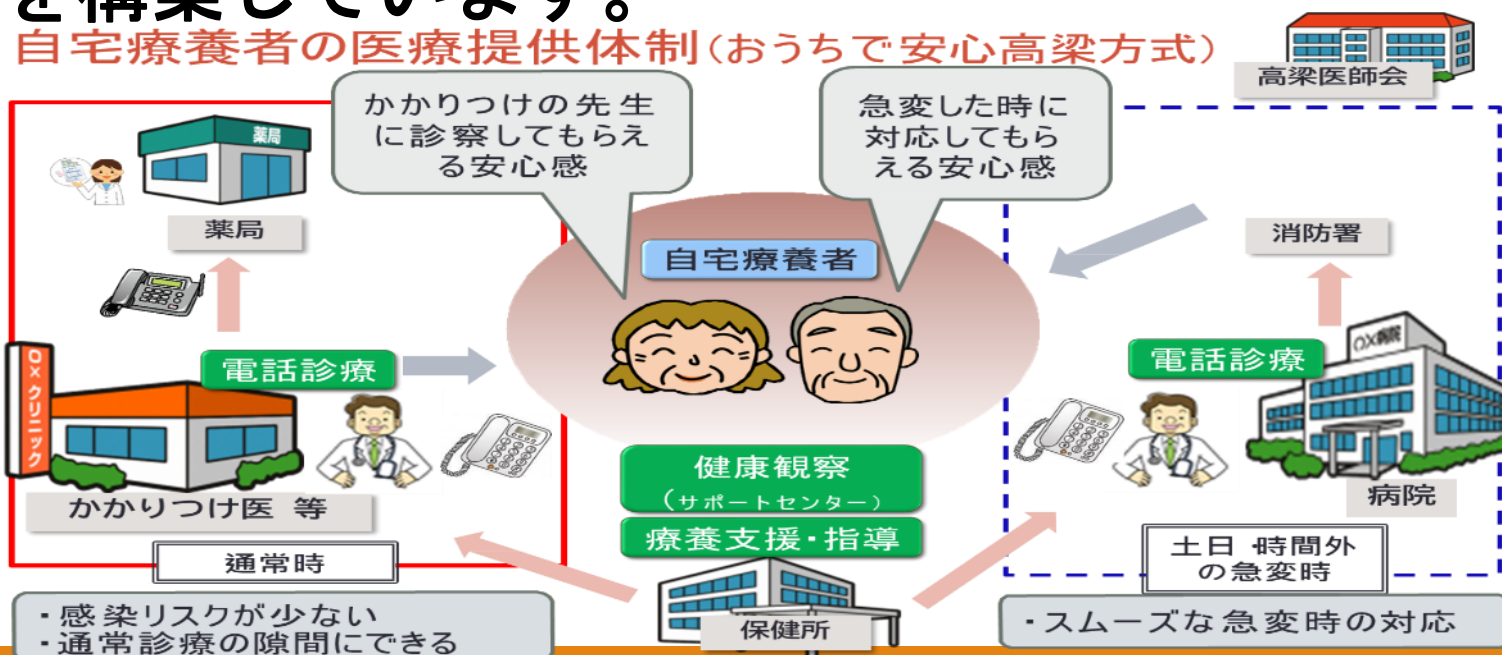 を構築しています。
自宅療養者の医療提供体制(おうちで安心高梁方式)
高梁医師会
かかりつけの先生
に診察してもらえ
る安心感
急変した時に
対応してもら
える安心感
薬局
薬局
消防署
自宅療養者
電話診療
電話診療
〇×クリニック
〇×病院
かかりつけ医 等
病院
健康観察
(サポートセンター)
療養支援・指導
通常時
土日・時間外
の急変時
保健所
・感染リスクが少ない
・通常診療の隙間にできる
・スムーズな急変時の対応